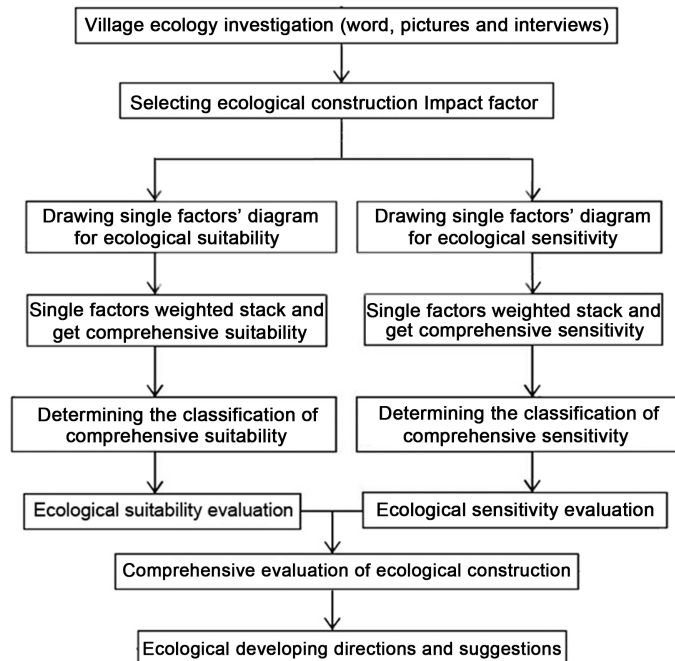 Village ecology investigation (word, pictures and interviews)
Selecting ecological construction Impact factor
Drawing single factors' diagram
for ecological suitability
Drawing single factors' diagram
for ecological sensitivity
Single factors weighted stack and
get comprehensive suitability
Single factors weighted stack and
get comprehensive sensitivity
Determining the classification of
comprehensive suitability
Determining the classification of
comprehensive sensitivity
Ecological suitability evaluation
Ecological sensitivity evaluation
Comprehensive evaluation of ecological construction
Ecological developing directions and suggestions